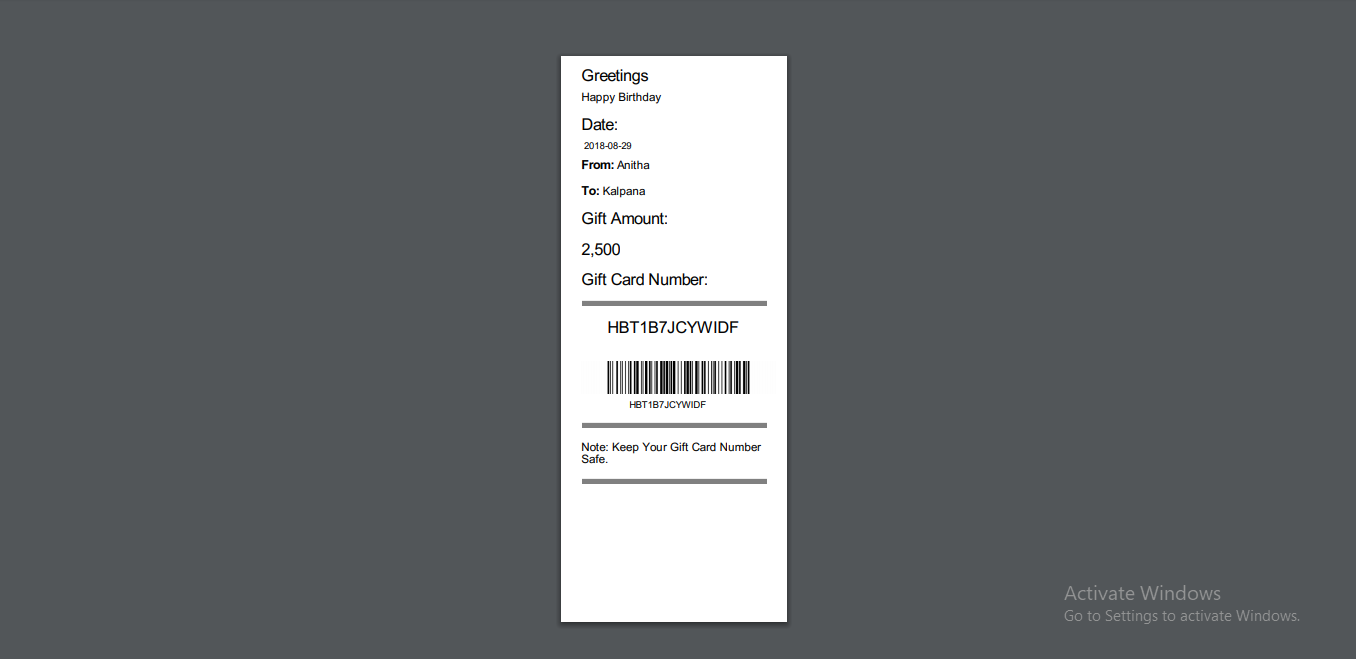 Greetings
Happy Birthday
Date:
2018-08-29
From: Anitha
To: Kalpana
Gift Amount:
2,500
Gift Card Number:
HBT1B7JCYWIDF
HBT1B7JCYWIDF
Note: Keep Your Gift Card Number
Safe.
Activate Windows
Go to Settings to activate Windows.